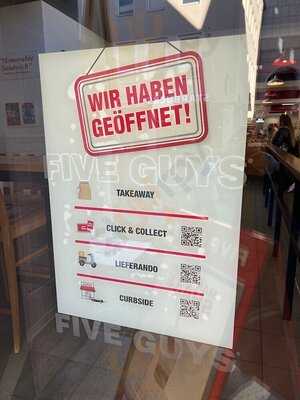 WIR HABEN
GEÖFFNET!
FIVE GUYS
TAKEAWAY
CLICK & COLLECT
LIEFERANDO
CURBSIDE
FIVE GUYS